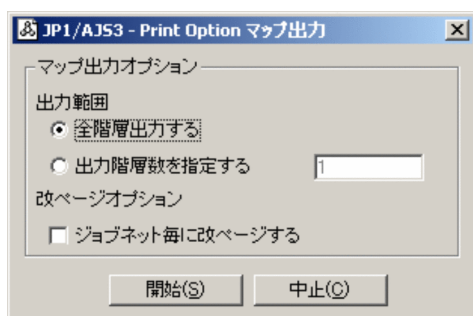 JP1/AJS3 - Print Option マップ出力
マップ出力オプション
出力範囲
全階層出力する
出力階層数を指定する 1
改ページオプション
ジョブネット毎に改ページする
開始(S) 中止(C)